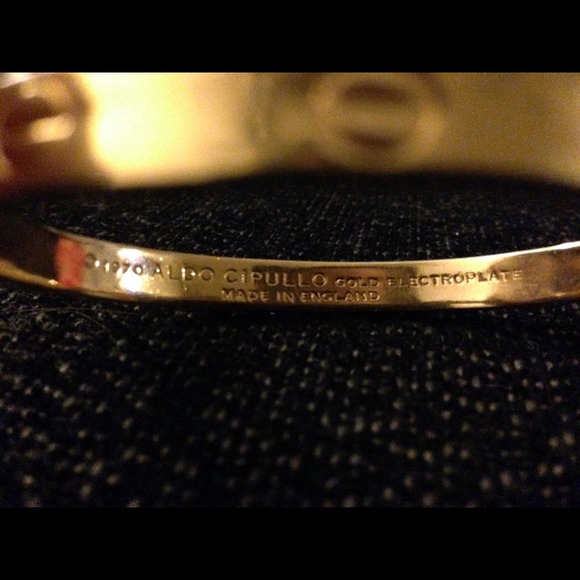 © 1970 ALDO CIPULLO GOLD ELECTROPLATE
MADE IN ENGLAND